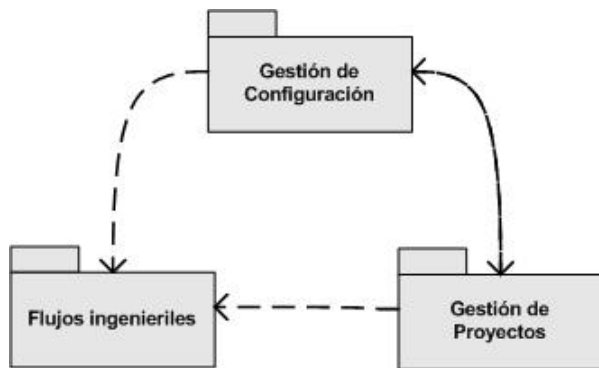 Gestión de
Configuración
Flujos ingenieriles
Gestión de
Proyectos